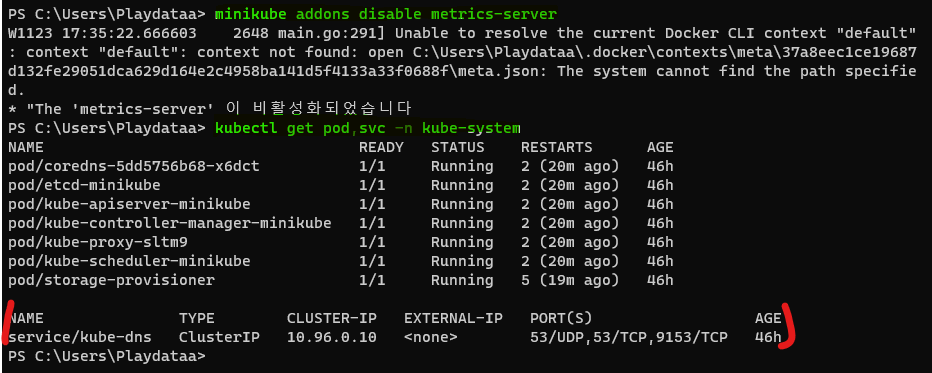 PS C:\Users\Playdataa> minikube addons disable metrics-server
W1123 17:35:22.666603    2648 main.go:291] Unable to resolve the current Docker CLI context "default"
: context "default": context not found: open C:\Users\Playdataa\.docker\contexts\meta\37a8eec1ce19687
d132fe29051dca629d164e2c4958ba141d5f4133a33f0688f\meta.json: The system cannot find the path specifie
d.
* "The 'metrics-server' 이 비활성화되었습니다
PS C:\Users\Playdataa> kubectl get pod,svc -n kube-system
NAME                                   READY   STATUS    RESTARTS      AGE
pod/coredns-5dd5756b68-x6dct           1/1     Running   2 (20m ago)   46h
pod/etcd-minikube                      1/1     Running   2 (20m ago)   46h
pod/kube-apiserver-minikube            1/1     Running   2 (20m ago)   46h
pod/kube-controller-manager-minikube   1/1     Running   2 (20m ago)   46h
pod/kube-proxy-sltm9                   1/1     Running   2 (20m ago)   46h
pod/kube-scheduler-minikube            1/1     Running   2 (20m ago)   46h
pod/storage-provisioner                1/1     Running   5 (19m ago)   46h
NAME               TYPE        CLUSTER-IP   EXTERNAL-IP   PORT(S)                  AGE
service/kube-dns   ClusterIP   10.96.0.10   <none>        53/UDP,53/TCP,9153/TCP   46h
PS C:\Users\Playdataa>